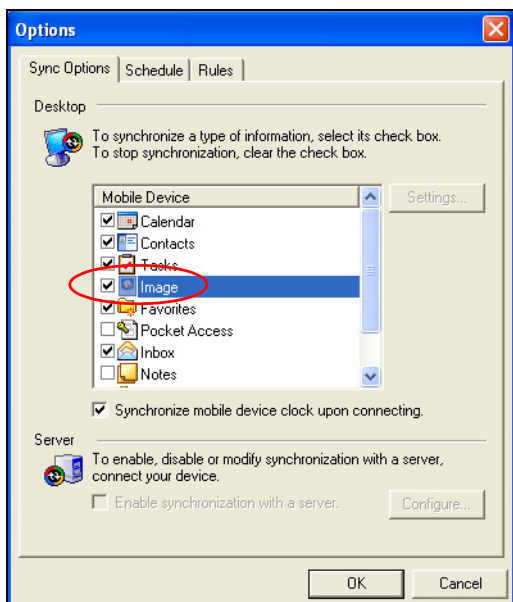 Options
Sync Options
Schedule
Rules
Desktop
To synchronize a type of information, select its check box.
To stop synchronization, clear the check box.
Mobile Device
Settings...
Calendar
Contacts
Tasks
Image
Favorites
Pocket Access
Inbox
Notes
Synchronize mobile device clock upon connecting.
Server
To enable, disable or modify synchronization with a server,
connect your device.
Enable synchronization with a server.
Configure...
OK
Cancel